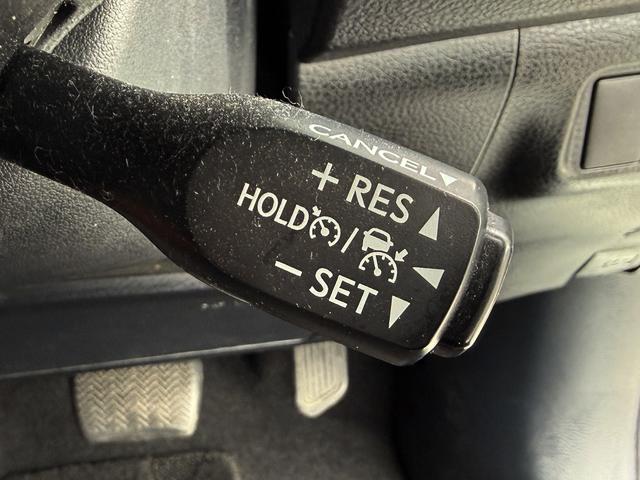 CANCEL
+ RES
HOLD /
− SET